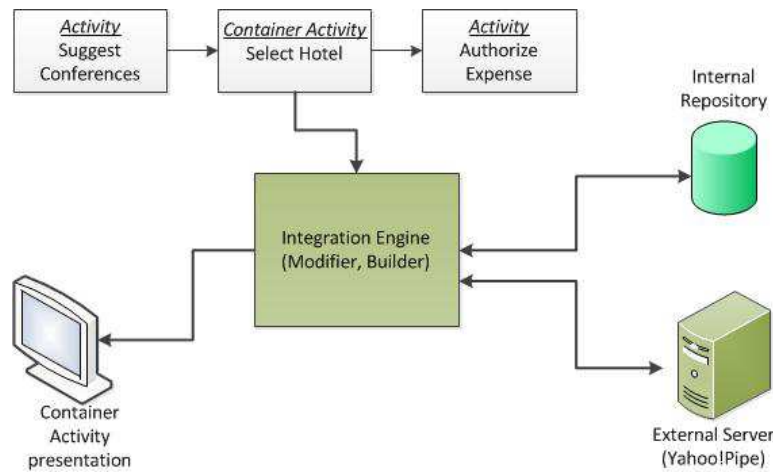 Activity
Suggest
Conferences
Container Activity
Select Hotel
Activity
Authorize
Expense
Internal
Repository
Integration Engine
(Modifier, Builder)
Container
Activity
presentation
External Server
(Yahoo!Pipe)